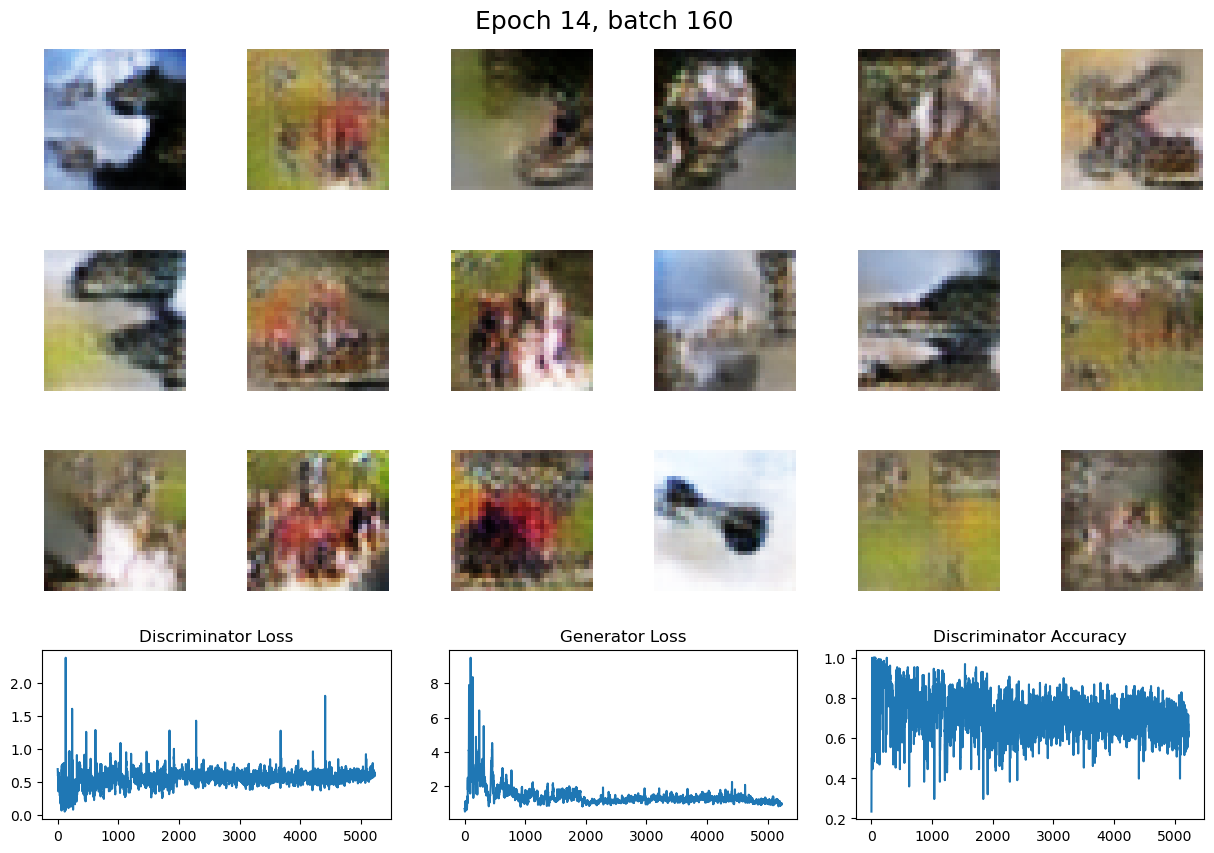 Epoch 14, batch 160
Discriminator Loss
Generator Loss
Discriminator Accuracy
2.0
1.5
1.0
0.5
0.0
0 1000 2000 3000 4000 5000
8
6
4
2
0 1000 2000 3000 4000 5000
1.0
0.8
0.6
0.4
0.2
0 1000 2000 3000 4000 5000